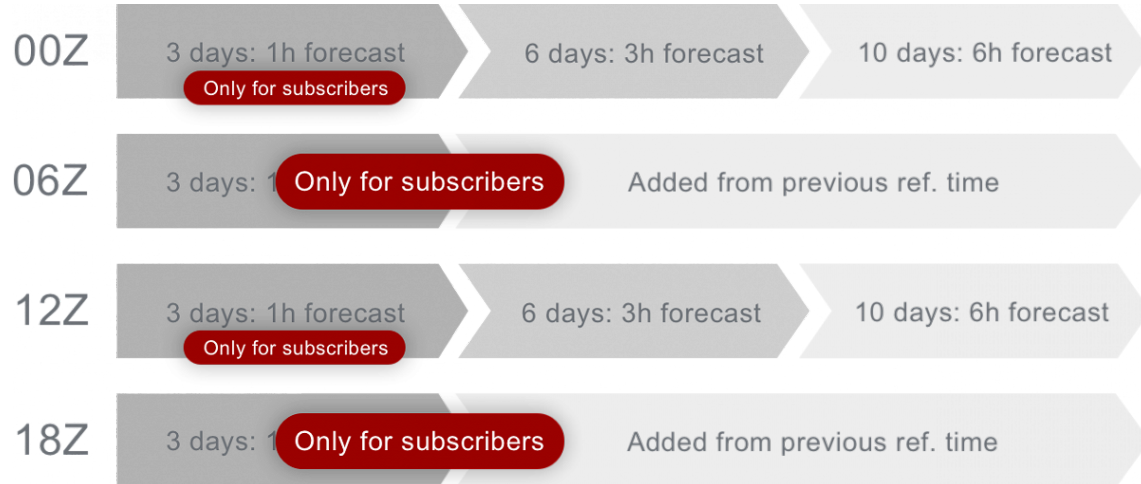 00Z
3 days: 1h forecast
6 days: 3h forecast
10 days: 6h forecast
Only for subscribers
06Z
3 days: 1
Only for subscribers
Added from previous ref. time
12Z
3 days: 1h forecast
6 days: 3h forecast
10 days: 6h forecast
Only for subscribers
18Z
3 days: 1
Only for subscribers
Added from previous ref. time